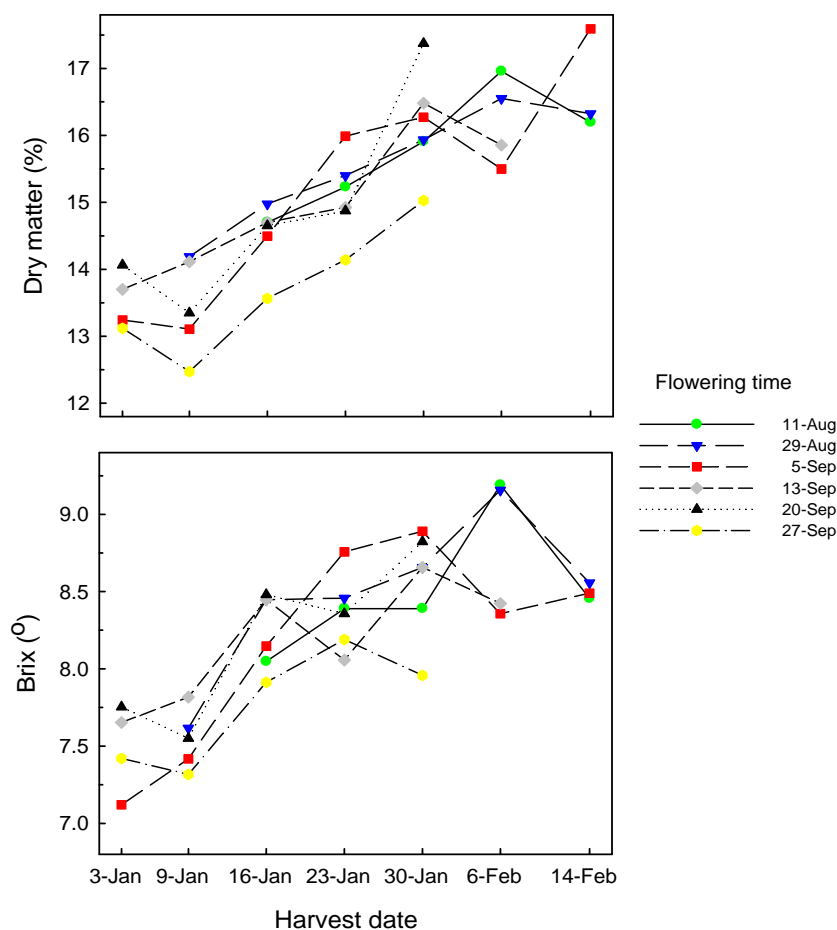 17
16
15
14
13
12
Dry matter (%)
Flowering time
11-Aug
29-Aug
5-Sep
13-Sep
20-Sep
27-Sep
9.0
8.5
8.0
7.5
7.0
Brix (º)
3-Jan 9-Jan 16-Jan 23-Jan 30-Jan 6-Feb 14-Feb
Harvest date